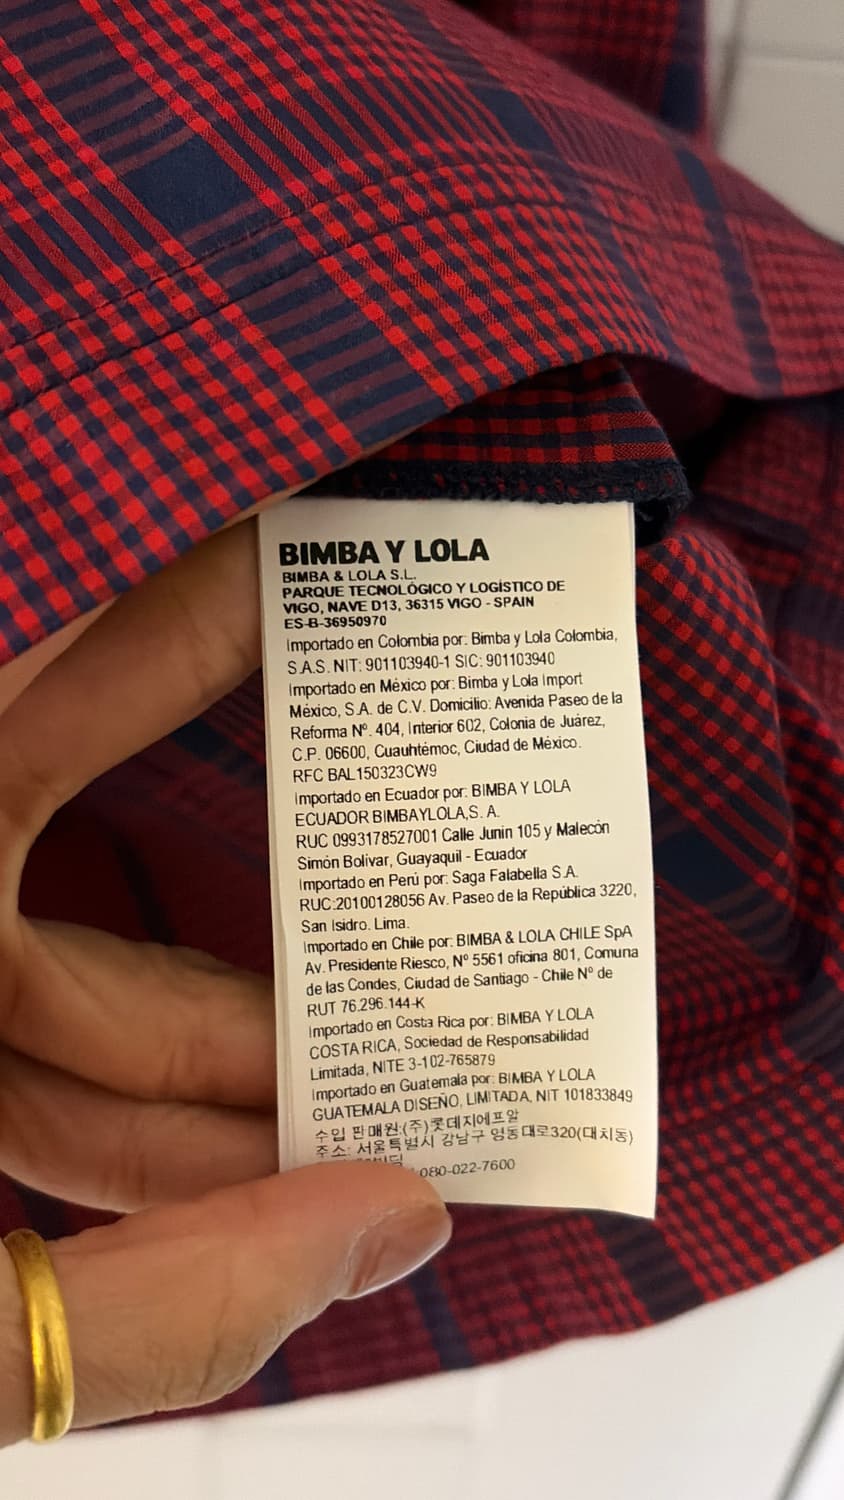 BIMBA Y LOLA
BIMBA & LOLA S.L.
PARQUE TECNOLÓGICO Y LOGÍSTICO DE
VIGO, NAVE D13, 36315 VIGO - SPAIN
ES-B-36950970
Importado en Colombia por: Bimba y Lola Colombia,
S.A.S. NIT: 901103940-1 SIC: 901103940
Importado en México por: Bimba y Lola Import
México, S.A. de C.V. Domicilio: Avenida Paseo de la
Reforma Nº. 404, Interior 602, Colonia de Juárez,
C.P. 06600, Cuauhtémoc, Ciudad de México.
RFC BAL150323CW9
Importado en Ecuador por: BIMBA Y LOLA
ECUADOR BIMBAYLOLA,S. A.
RUC 0993178527001 Calle Junín 105 y Malecón
Simón Bolívar, Guayaquil - Ecuador
Importado en Perú por: Saga Falabella S.A.
RUC:20100128056 Av. Paseo de la República 3220,
San Isidro. Lima.
Importado en Chile por: BIMBA & LOLA CHILE SpA
Av. Presidente Riesco, Nº 5561 oficina 801, Comuna
de las Condes, Ciudad de Santiago - Chile Nº de
RUT 76.296.144-K
Importado en Costa Rica por: BIMBA Y LOLA
COSTA RICA, Sociedad de Responsabilidad
Limitada, NITE 3-102-765879
Importado en Guatemala por: BIMBA Y LOLA
GUATEMALA DISEÑO, LIMITADA, NIT 101833849
수입 판매원:(주)롯데지에프알
주소: 서울특별시 강남구 영동대로320(대치동)
080-022-7600